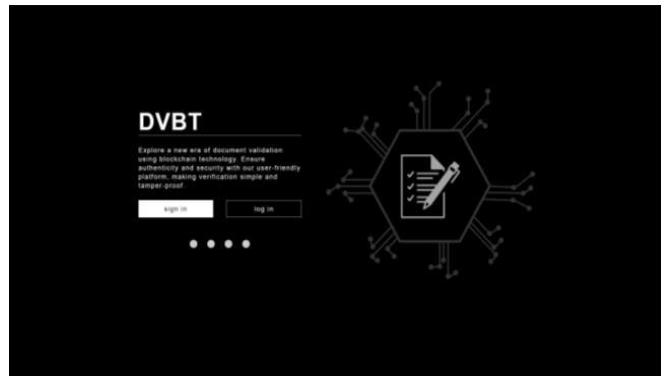 DVBT
Explore a new era of document validation
using blockchain technology. Ensure
authenticity and security with our user-friendly
platform, making verification simple and
tamper-proof.
sign in
log in